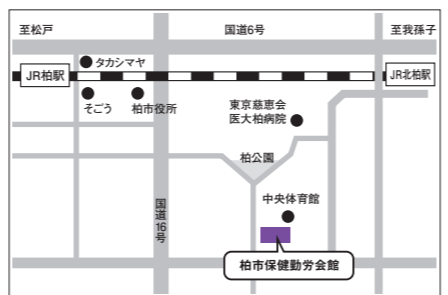 至松戸
国道6号
至我孫子
タカシマヤ
JR柏駅
JR北柏駅
そごう
柏市役所
東京慈恵会
医大柏病院
柏公園
中央体育館
国道16号
柏市保健勤労会館